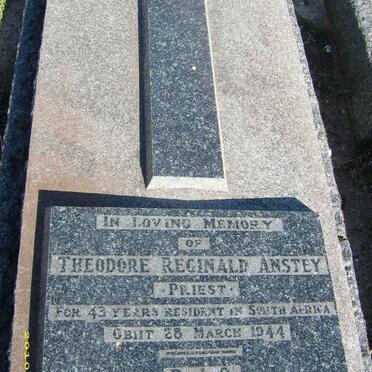 IN LOVING MEMORY
OF
THEODORE REGINALD ANSTEY
· PRIEST ·
FOR 43 YEARS RESIDENT IN SOUTH AFRICA
OBIIT 28 MARCH 1944